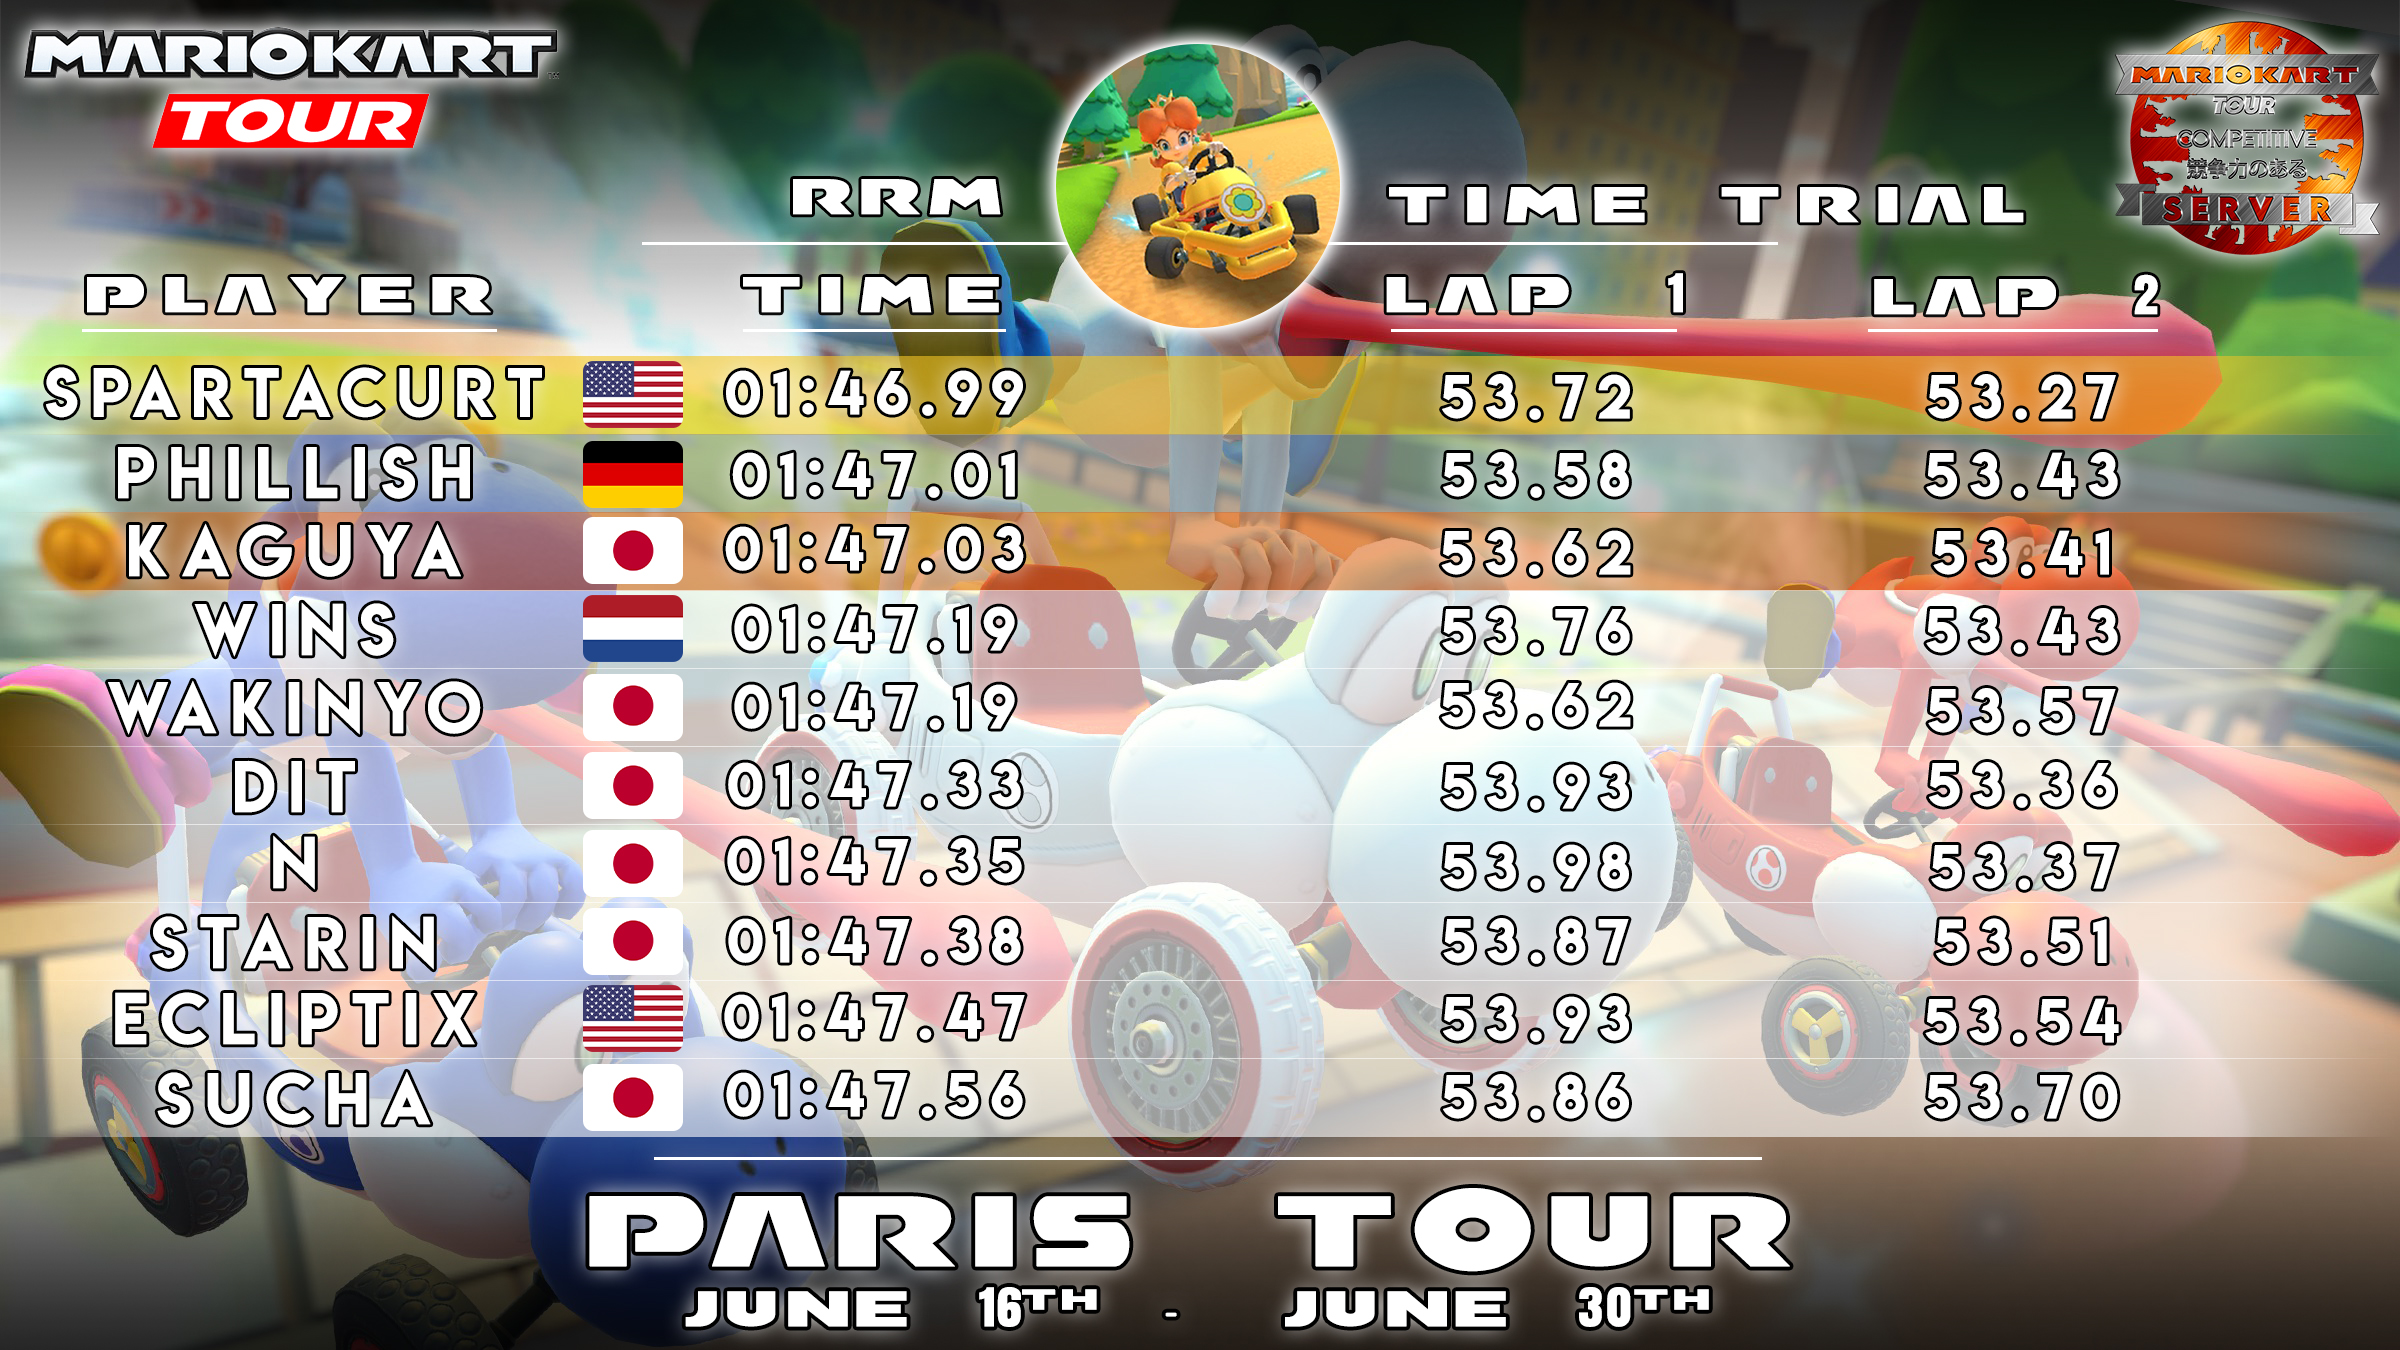 MARIOKART
TOUR
MARIOKART
TOUR
COMPETITIVE
競争力のある
SERVER
RRM TIME TRIAL
PLAYER TIME LAP 1 LAP 2
SPARTACURT 01:46.99 53.72 53.27
PHILLISH 01:47.01 53.58 53.43
KAGUYA 01:47.03 53.62 53.41
WINS 01:47.19 53.76 53.43
WAKINYO 01:47.19 53.62 53.57
DIT 01:47.33 53.93 53.36
N 01:47.35 53.98 53.37
STARIN 01:47.38 53.87 53.51
ECLIPTIX 01:47.47 53.93 53.54
SUCHA 01:47.56 53.86 53.70
PARIS TOUR
JUNE 16TH - JUNE 30TH